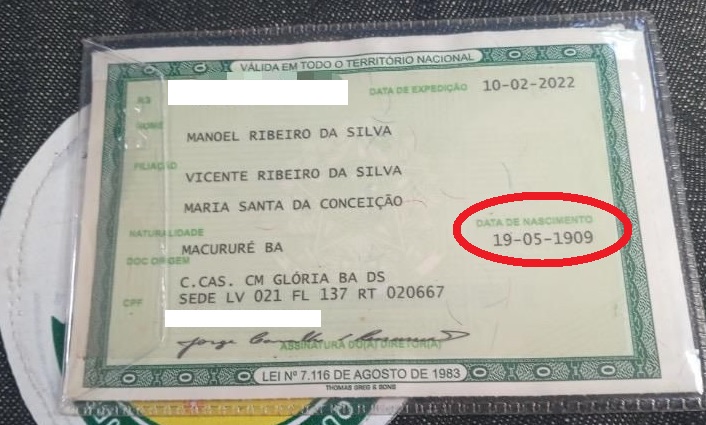 VÁLIDA EM TODO O TERRITÓRIO NACIONAL
DATA DE EXPEDIÇÃO 10-02-2022
NOME
MANOEL RIBEIRO DA SILVA
FILIAÇÃO
VICENTE RIBEIRO DA SILVA
MARIA SANTA DA CONCEIÇÃO
DATA DE NASCIMENTO
19-05-1909
NATURALIDADE
MACURURÉ BA
DOC ORIGEM
C.CAS. CM GLÓRIA BA DS
SEDE LV 021 FL 137 RT 020667
CPF
ASSINATURA DO(A) DIRETOR(A)
LEI Nº 7.116 DE AGOSTO DE 1983
THOMAS GREG & SONS